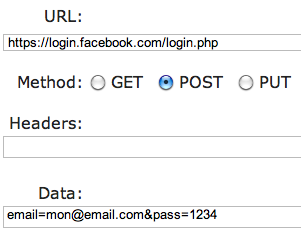 URL:
https://login.facebook.com/login.php
Method: GET POST PUT
Headers:
Data:
email=mon@email.com&pass=1234